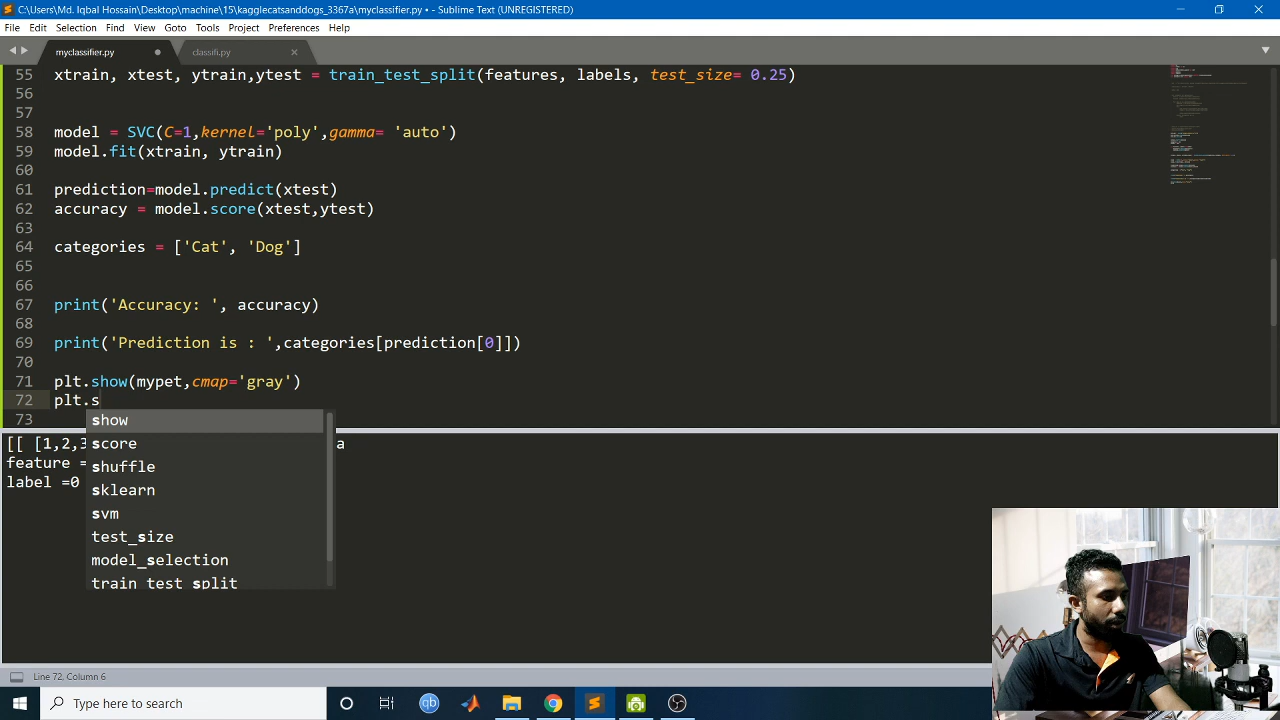 C:\Users\Md. Iqbal Hossain\Desktop\machine\15\kagglecatsanddogs_3367a\myclassifier.py • - Sublime Text (UNREGISTERED)
File Edit Selection Find View Goto Tools Project Preferences Help
myclassifier.py classifi.py
55 xtrain, xtest, ytrain,ytest = train_test_split(features, labels, test_size= 0.25)
56
57
58 model = SVC(C=1,kernel='poly',gamma= 'auto')
59 model.fit(xtrain, ytrain)
60
61 prediction=model.predict(xtest)
62 accuracy = model.score(xtest,ytest)
63
64 categories = ['Cat', 'Dog']
65
66
67 print('Accuracy: ', accuracy)
68
69 print('Prediction is : ',categories[prediction[0]])
70
71 plt.show(mypet,cmap='gray')
72 plt.s
73
show
score
shuffle
sklearn
svm
test_size
model_selection
train test split
[[ [1,2,3 a
feature =
label =0
Line 72, Column 6
Type here to search